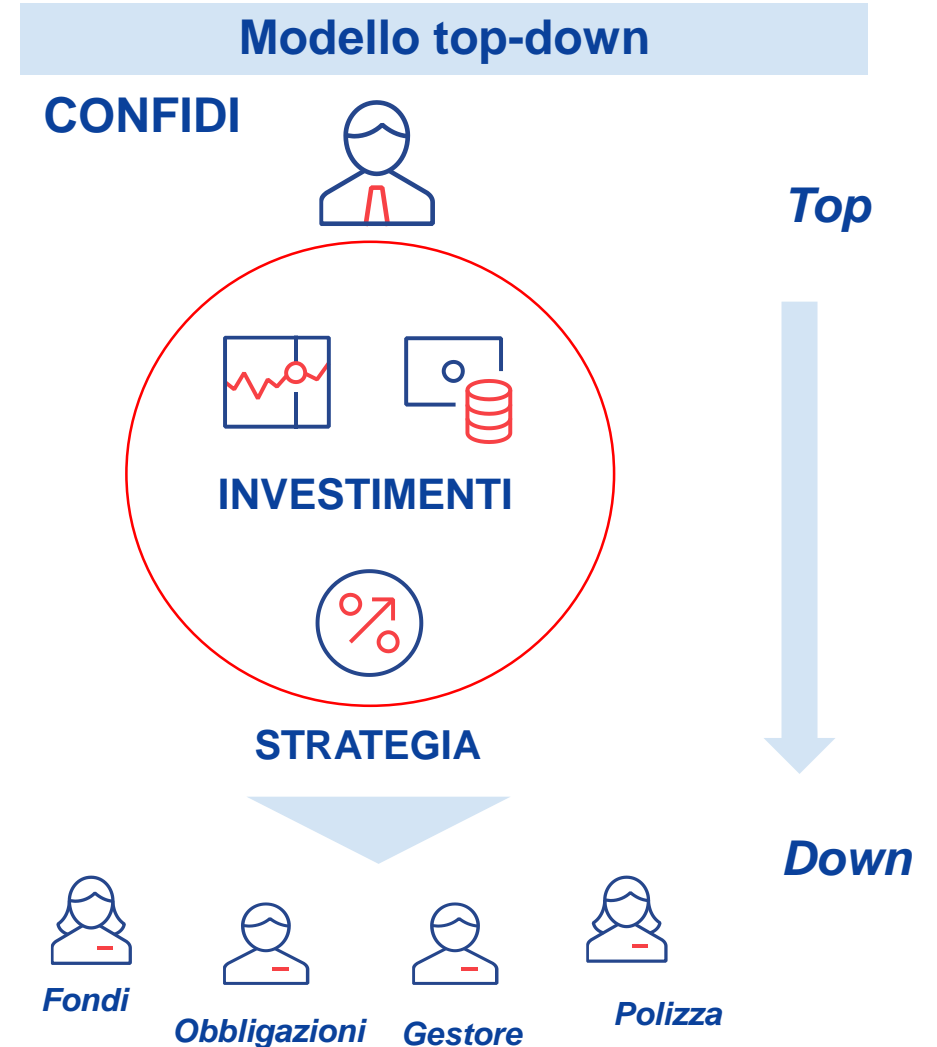 Modello top-down
CONFIDI
Top
INVESTIMENTI
STRATEGIA
Down
Fondi
Obbligazioni
Gestore
Polizza